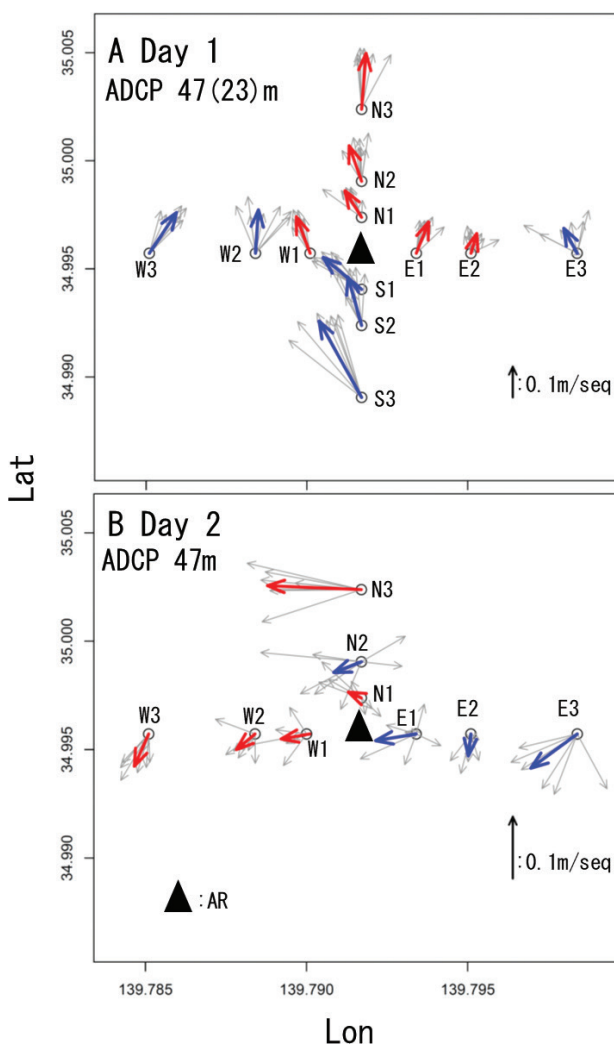 A Day 1
ADCP 47(23)m
35.005
35.000
34.995
34.990
N3
N2
N1
W3
W2
W1
E1
E2
E3
S1
S2
S3
:0.1m/seq
Lat
B Day 2
ADCP 47m
35.005
35.000
34.995
34.990
N3
N2
N1
W3
W2
W1
E1
E2
E3
:0.1m/seq
:AR
139.785
139.790
139.795
Lon